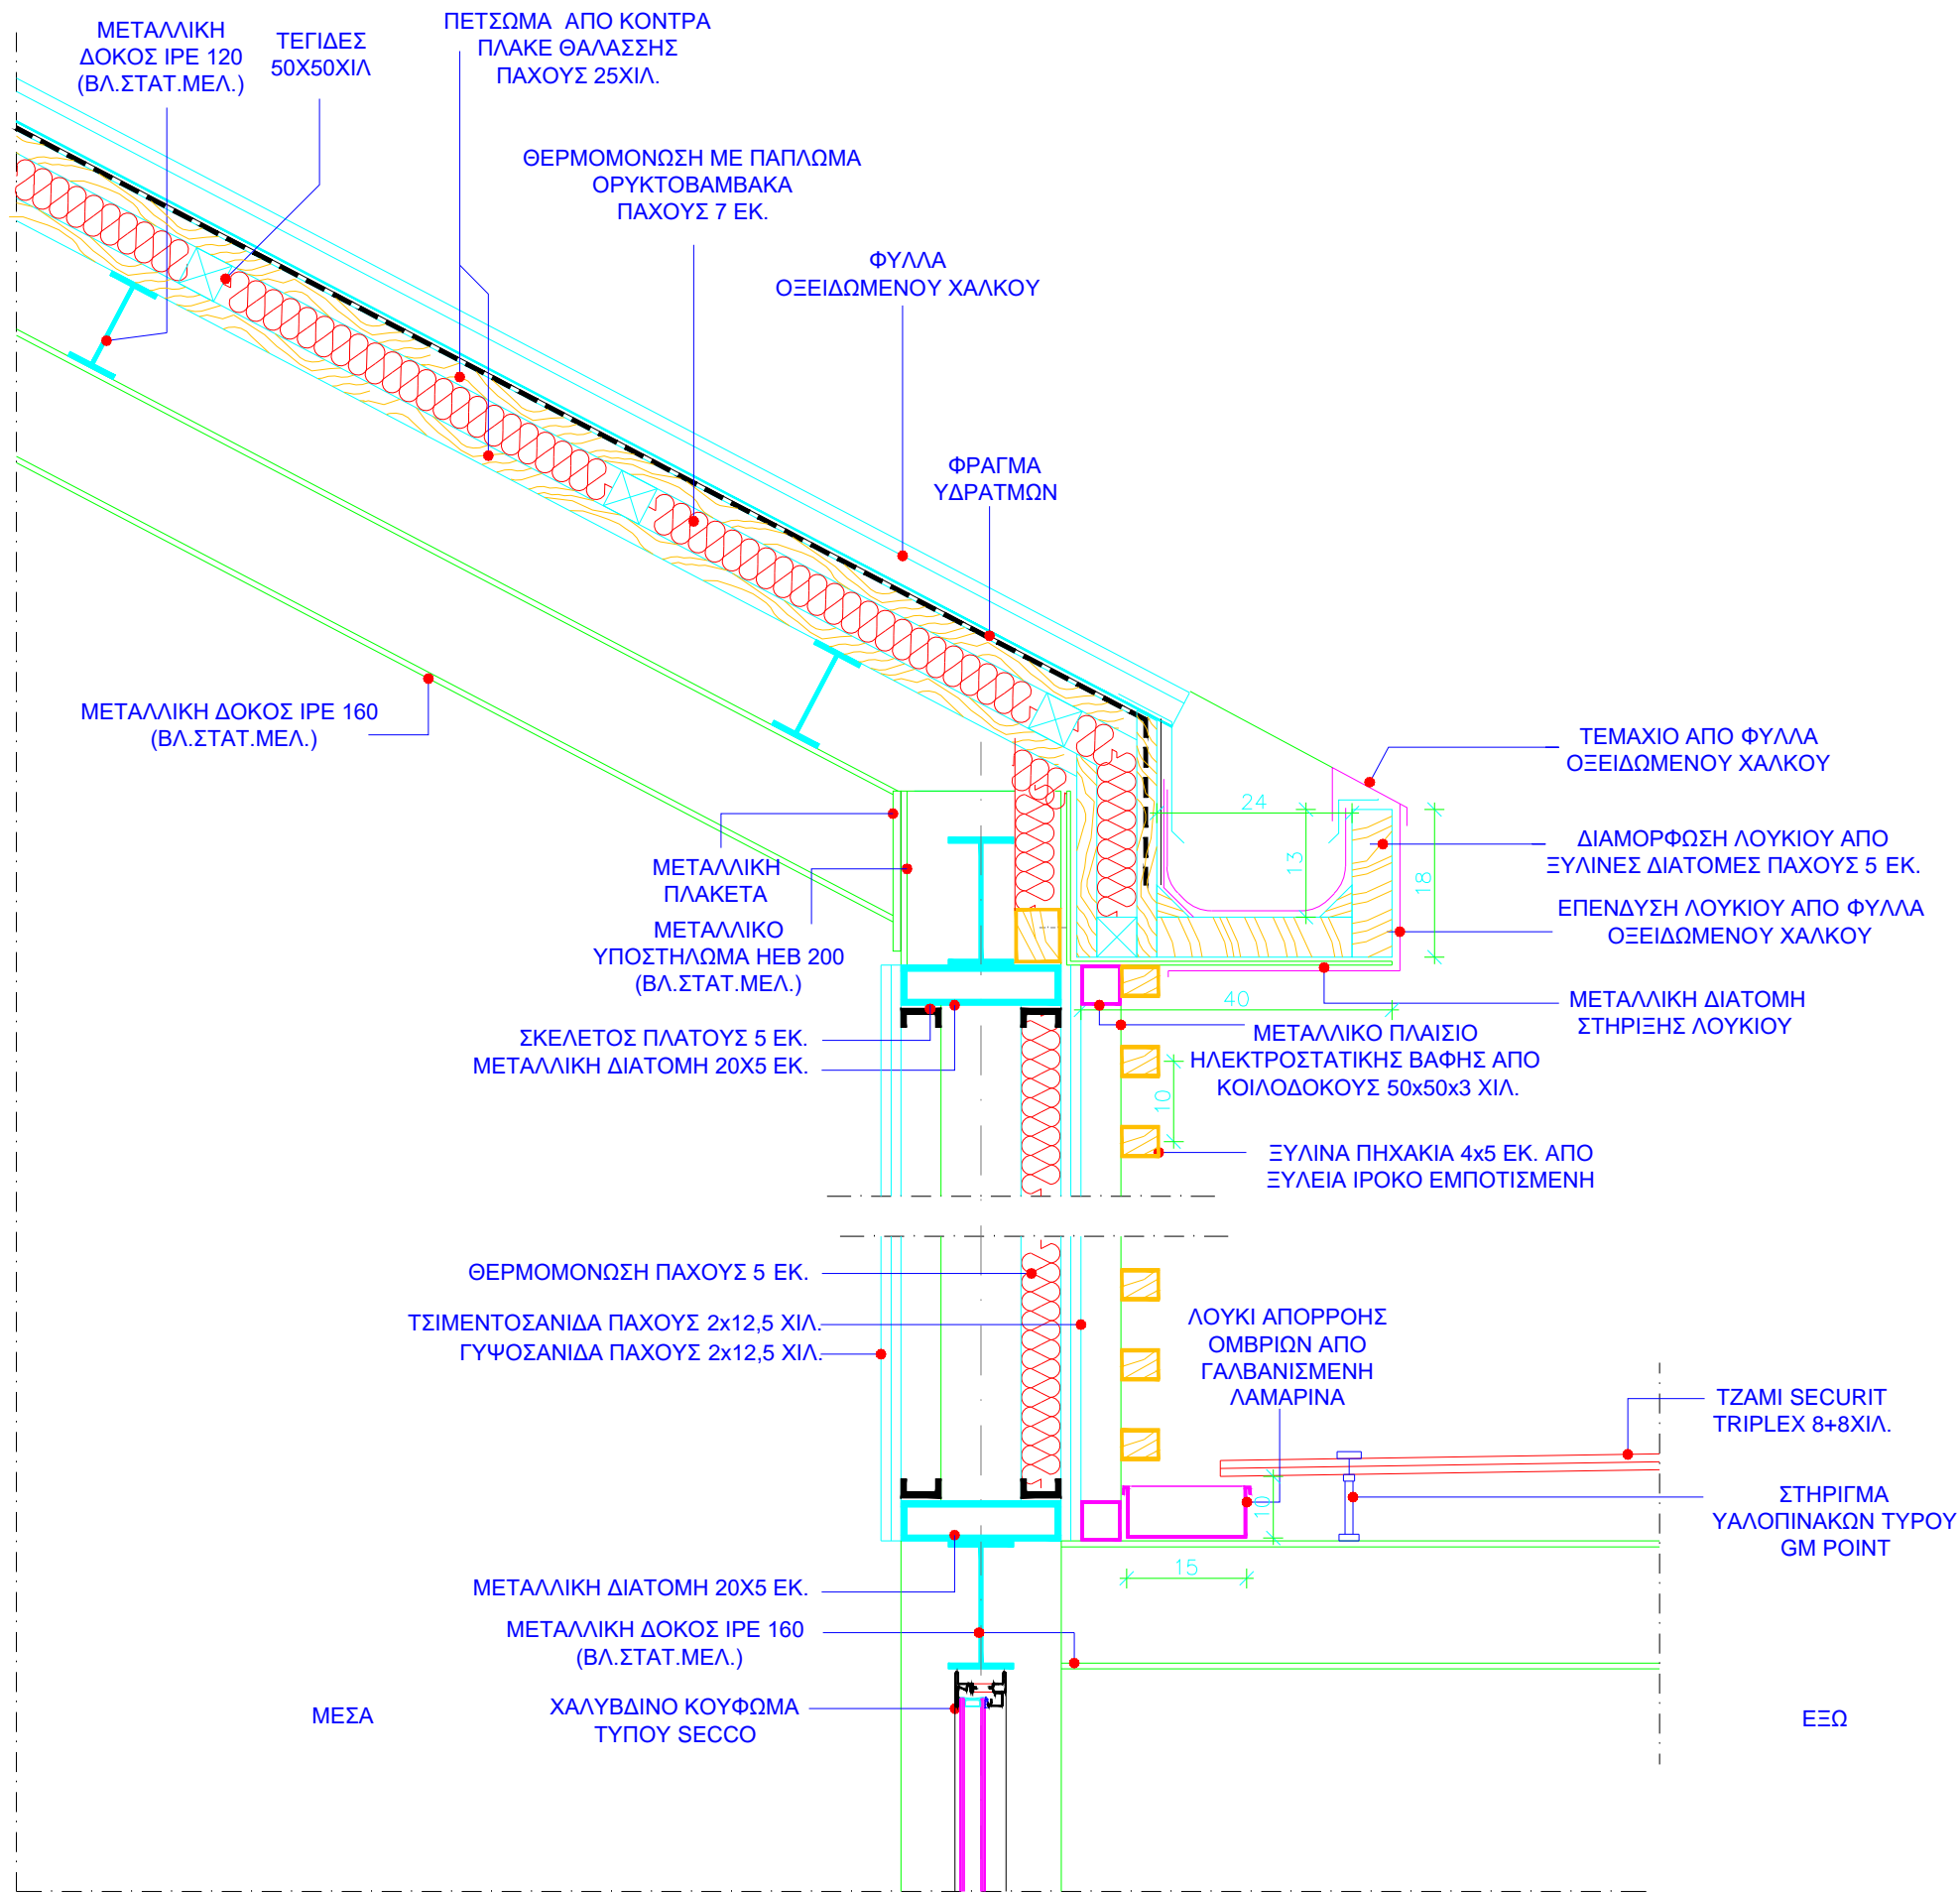 ΜΕΤΑΛΛΙΚΗ
ΔΟΚΟΣ IPE 120
(ΒΛ.ΣΤΑΤ.ΜΕΛ.)
ΤΕΓΙΔΕΣ
50Χ50ΧΙΛ
ΠΕΤΣΩΜΑ ΑΠΟ ΚΟΝΤΡΑ
ΠΛΑΚΕ ΘΑΛΑΣΣΗΣ
ΠΑΧΟΥΣ 25ΧΙΛ.
ΘΕΡΜΟΜΟΝΩΣΗ ΜΕ ΠΑΠΛΩΜΑ
ΟΡΥΚΤΟΒΑΜΒΑΚΑ
ΠΑΧΟΥΣ 7 ΕΚ.
ΦΥΛΛΑ
ΟΞΕΙΔΩΜΕΝΟΥ ΧΑΛΚΟΥ
ΦΡΑΓΜΑ
ΥΔΡΑΤΜΩΝ
ΜΕΤΑΛΛΙΚΗ ΔΟΚΟΣ IPE 160
(ΒΛ.ΣΤΑΤ.ΜΕΛ.)
ΤΕΜΑΧΙΟ ΑΠΟ ΦΥΛΛΑ
ΟΞΕΙΔΩΜΕΝΟΥ ΧΑΛΚΟΥ
24
13
18
ΔΙΑΜΟΡΦΩΣΗ ΛΟΥΚΙΟΥ ΑΠΟ
ΞΥΛΙΝΕΣ ΔΙΑΤΟΜΕΣ ΠΑΧΟΥΣ 5 ΕΚ.
ΜΕΤΑΛΛΙΚΗ
ΠΛΑΚΕΤΑ
ΕΠΕΝΔΥΣΗ ΛΟΥΚΙΟΥ ΑΠΟ ΦΥΛΛΑ
ΟΞΕΙΔΩΜΕΝΟΥ ΧΑΛΚΟΥ
ΜΕΤΑΛΛΙΚΟ
ΥΠΟΣΤΗΛΩΜΑ HEB 200
(ΒΛ.ΣΤΑΤ.ΜΕΛ.)
40
ΜΕΤΑΛΛΙΚΗ ΔΙΑΤΟΜΗ
ΣΤΗΡΙΞΗΣ ΛΟΥΚΙΟΥ
ΣΚΕΛΕΤΟΣ ΠΛΑΤΟΥΣ 5 ΕΚ.
ΜΕΤΑΛΛΙΚΗ ΔΙΑΤΟΜΗ 20Χ5 ΕΚ.
ΜΕΤΑΛΛΙΚΟ ΠΛΑΙΣΙΟ
ΗΛΕΚΤΡΟΣΤΑΤΙΚΗΣ ΒΑΦΗΣ ΑΠΟ
ΚΟΙΛΟΔΟΚΟΥΣ 50x50x3 ΧΙΛ.
10
ΞΥΛΙΝΑ ΠΗΧΑΚΙΑ 4x5 ΕΚ. ΑΠΟ
ΞΥΛΕΙΑ ΙΡΟΚΟ ΕΜΠΟΤΙΣΜΕΝΗ
ΘΕΡΜΟΜΟΝΩΣΗ ΠΑΧΟΥΣ 5 ΕΚ.
ΤΣΙΜΕΝΤΟΣΑΝΙΔΑ ΠΑΧΟΥΣ 2x12,5 ΧΙΛ.
ΓΥΨΟΣΑΝΙΔΑ ΠΑΧΟΥΣ 2x12,5 ΧΙΛ.
ΛΟΥΚΙ ΑΠΟΡΡΟΗΣ
ΟΜΒΡΙΩΝ ΑΠΟ
ΓΑΛΒΑΝΙΣΜΕΝΗ
ΛΑΜΑΡΙΝΑ
ΤΖΑΜΙ SECURIT
TRIPLEX 8+8ΧΙΛ.
10
ΣΤΗΡΙΓΜΑ
ΥΑΛΟΠΙΝΑΚΩΝ ΤΥΡΟΥ
GM POINT
15
ΜΕΤΑΛΛΙΚΗ ΔΙΑΤΟΜΗ 20Χ5 ΕΚ.
ΜΕΤΑΛΛΙΚΗ ΔΟΚΟΣ IPE 160
(ΒΛ.ΣΤΑΤ.ΜΕΛ.)
ΧΑΛΥΒΔΙΝΟ ΚΟΥΦΩΜΑ
ΤΥΠΟΥ SECCO
ΜΕΣΑ
ΕΞΩ